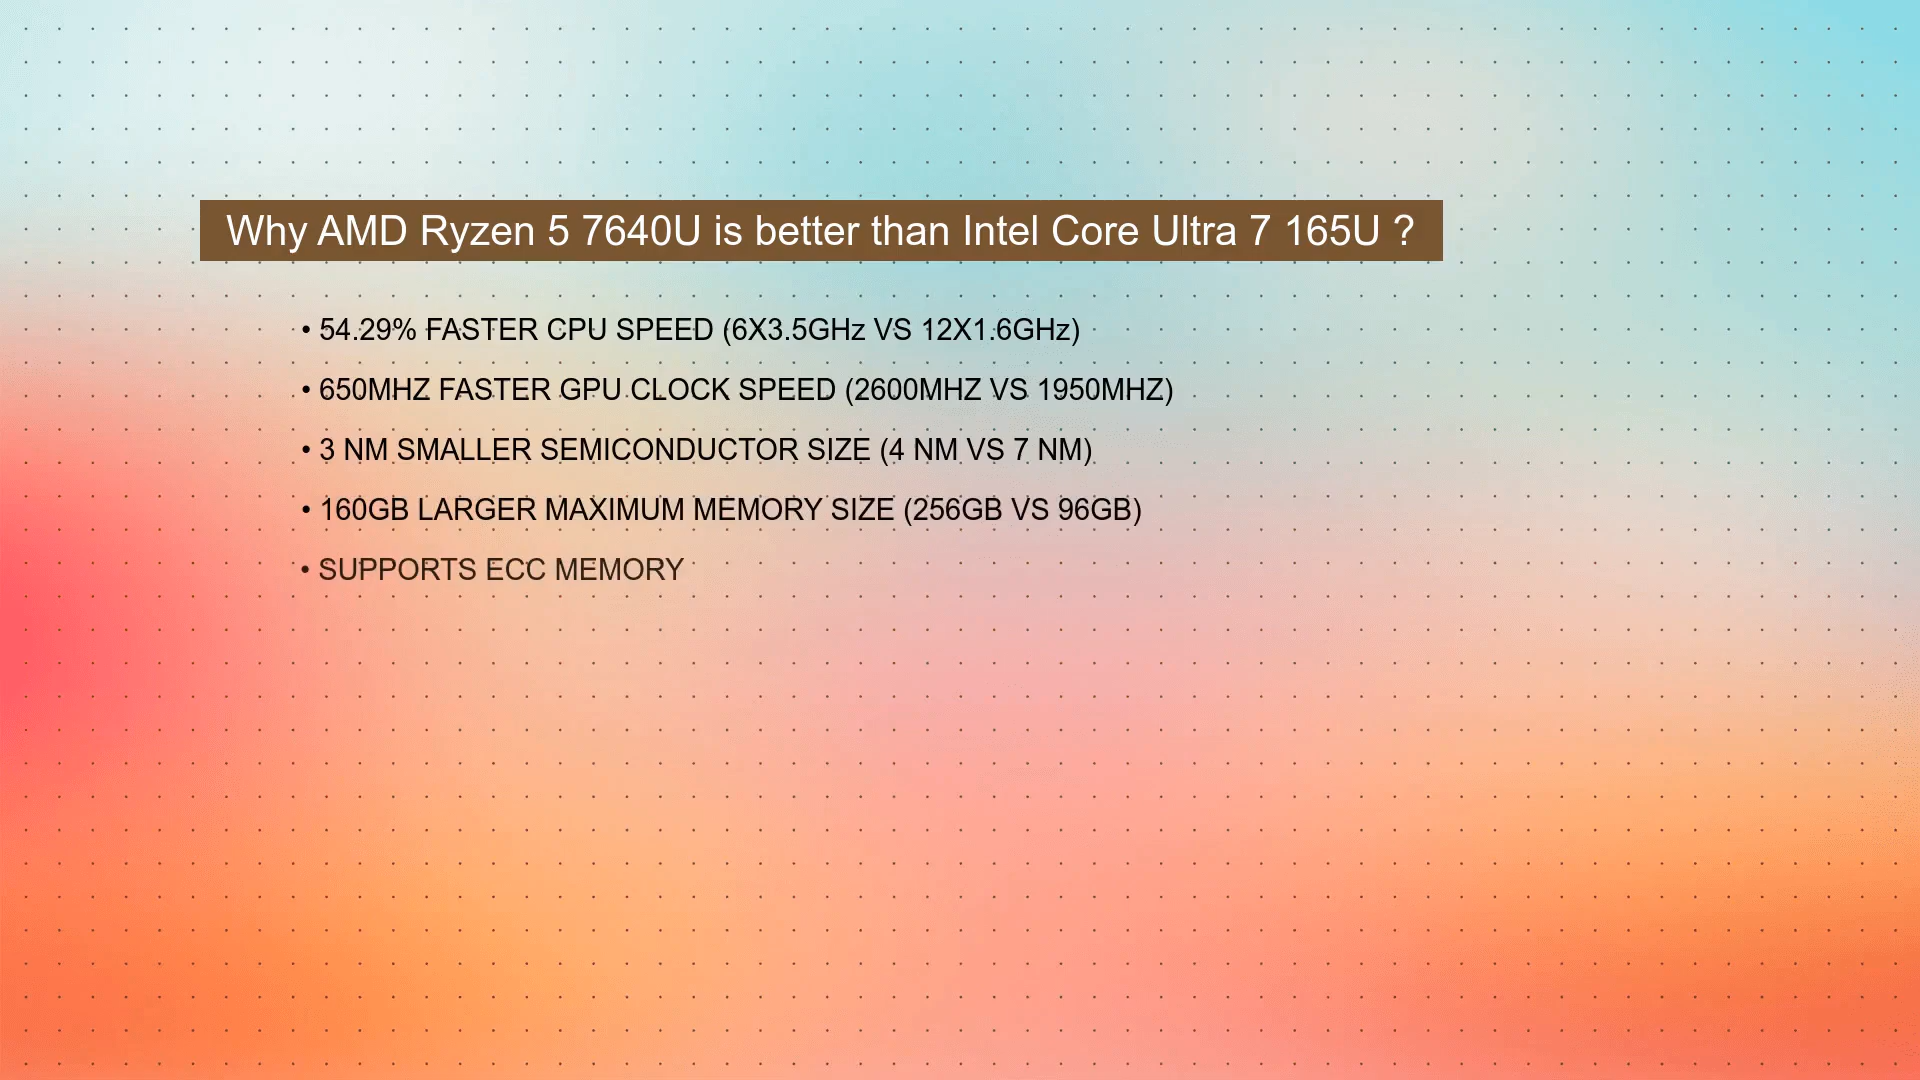 Why AMD Ryzen 5 7640U is better than Intel Core Ultra 7 165U ?
• 54.29% FASTER CPU SPEED (6X3.5GHz VS 12X1.6GHz)
• 650MHZ FASTER GPU CLOCK SPEED (2600MHZ VS 1950MHZ)
• 3 NM SMALLER SEMICONDUCTOR SIZE (4 NM VS 7 NM)
• 160GB LARGER MAXIMUM MEMORY SIZE (256GB VS 96GB)
• SUPPORTS ECC MEMORY